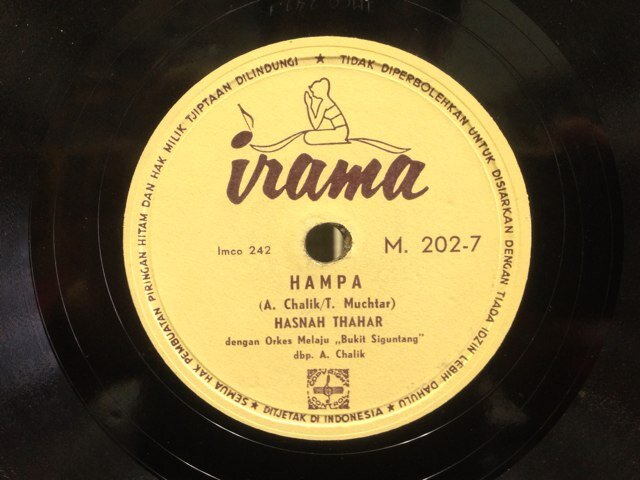 ★ SEMUA HAK PEMBUATAN PIRINGAN HITAM DAN HAK MILIK TJIPTAAN DILINDUNGI ★ TIDAK DIPERBOLEHKAN UNTUK DISIARKAN DENGAN TIADA IDZIN LEBIH DAHULU ★
irama
Imco 242
M. 202-7
HAMPA
(A. Chalik/T. Muchtar)
HASNAH THAHAR
dengan Orkes Melaju „Bukit Siguntang"
dbp. A. Chalik
DITJETAK DI INDONESIA